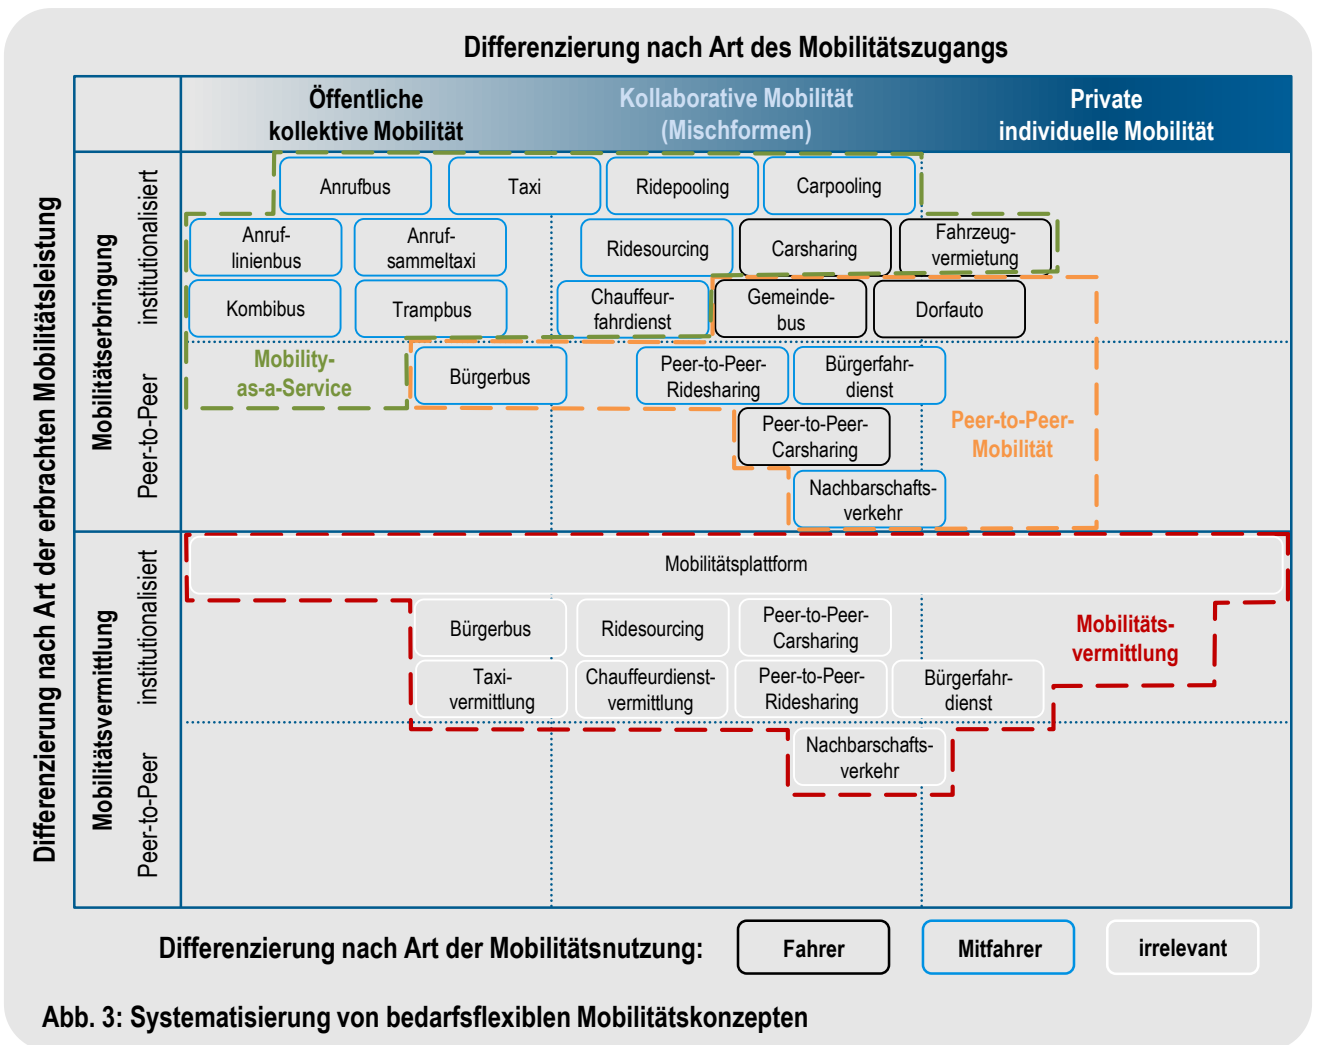 Differenzierung nach Art des Mobilitätszugangs
Öffentliche
kollektive Mobilität
Kollaborative Mobilität
(Mischformen)
Private
individuelle Mobilität
Differenzierung nach Art der erbrachten Mobilitätsleistung
Mobilitätserbringung
institutionalisiert
Anrufbus
Taxi
Ridepooling
Carpooling
Anruf-
linienbus
Anruf-
sammeltaxi
Ridesourcing
Carsharing
Fahrzeug-
vermietung
Kombibus
Trampbus
Chauffeur-
fahrdienst
Gemeinde-
bus
Dorfauto
Peer-to-Peer
Mobility-
as-a-Service
Bürgerbus
Peer-to-Peer-
Ridesharing
Bürgerfahr-
dienst
Peer-to-Peer-
Carsharing
Peer-to-Peer-
Mobilität
Nachbarschafts-
verkehr
Mobilitätsvermittlung
institutionalisiert
Mobilitätsplattform
Bürgerbus
Ridesourcing
Peer-to-Peer-
Carsharing
Mobilitäts-
vermittlung
Taxi-
vermittlung
Chauffeurdienst-
vermittlung
Peer-to-Peer-
Ridesharing
Bürgerfahr-
dienst
Peer-to-Peer
Nachbarschafts-
verkehr
Differenzierung nach Art der Mobilitätsnutzung:
Fahrer
Mitfahrer
irrelevant
Abb. 3: Systematisierung von bedarfsflexiblen Mobilitätskonzepten